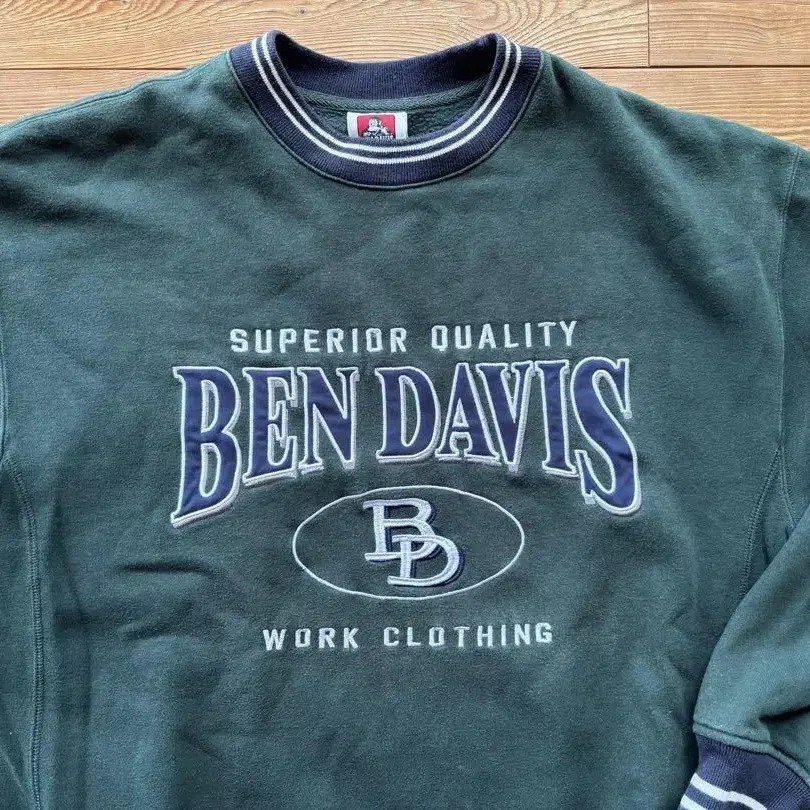 SUPERIOR QUALITY
BEN DAVIS
BD
WORK CLOTHING